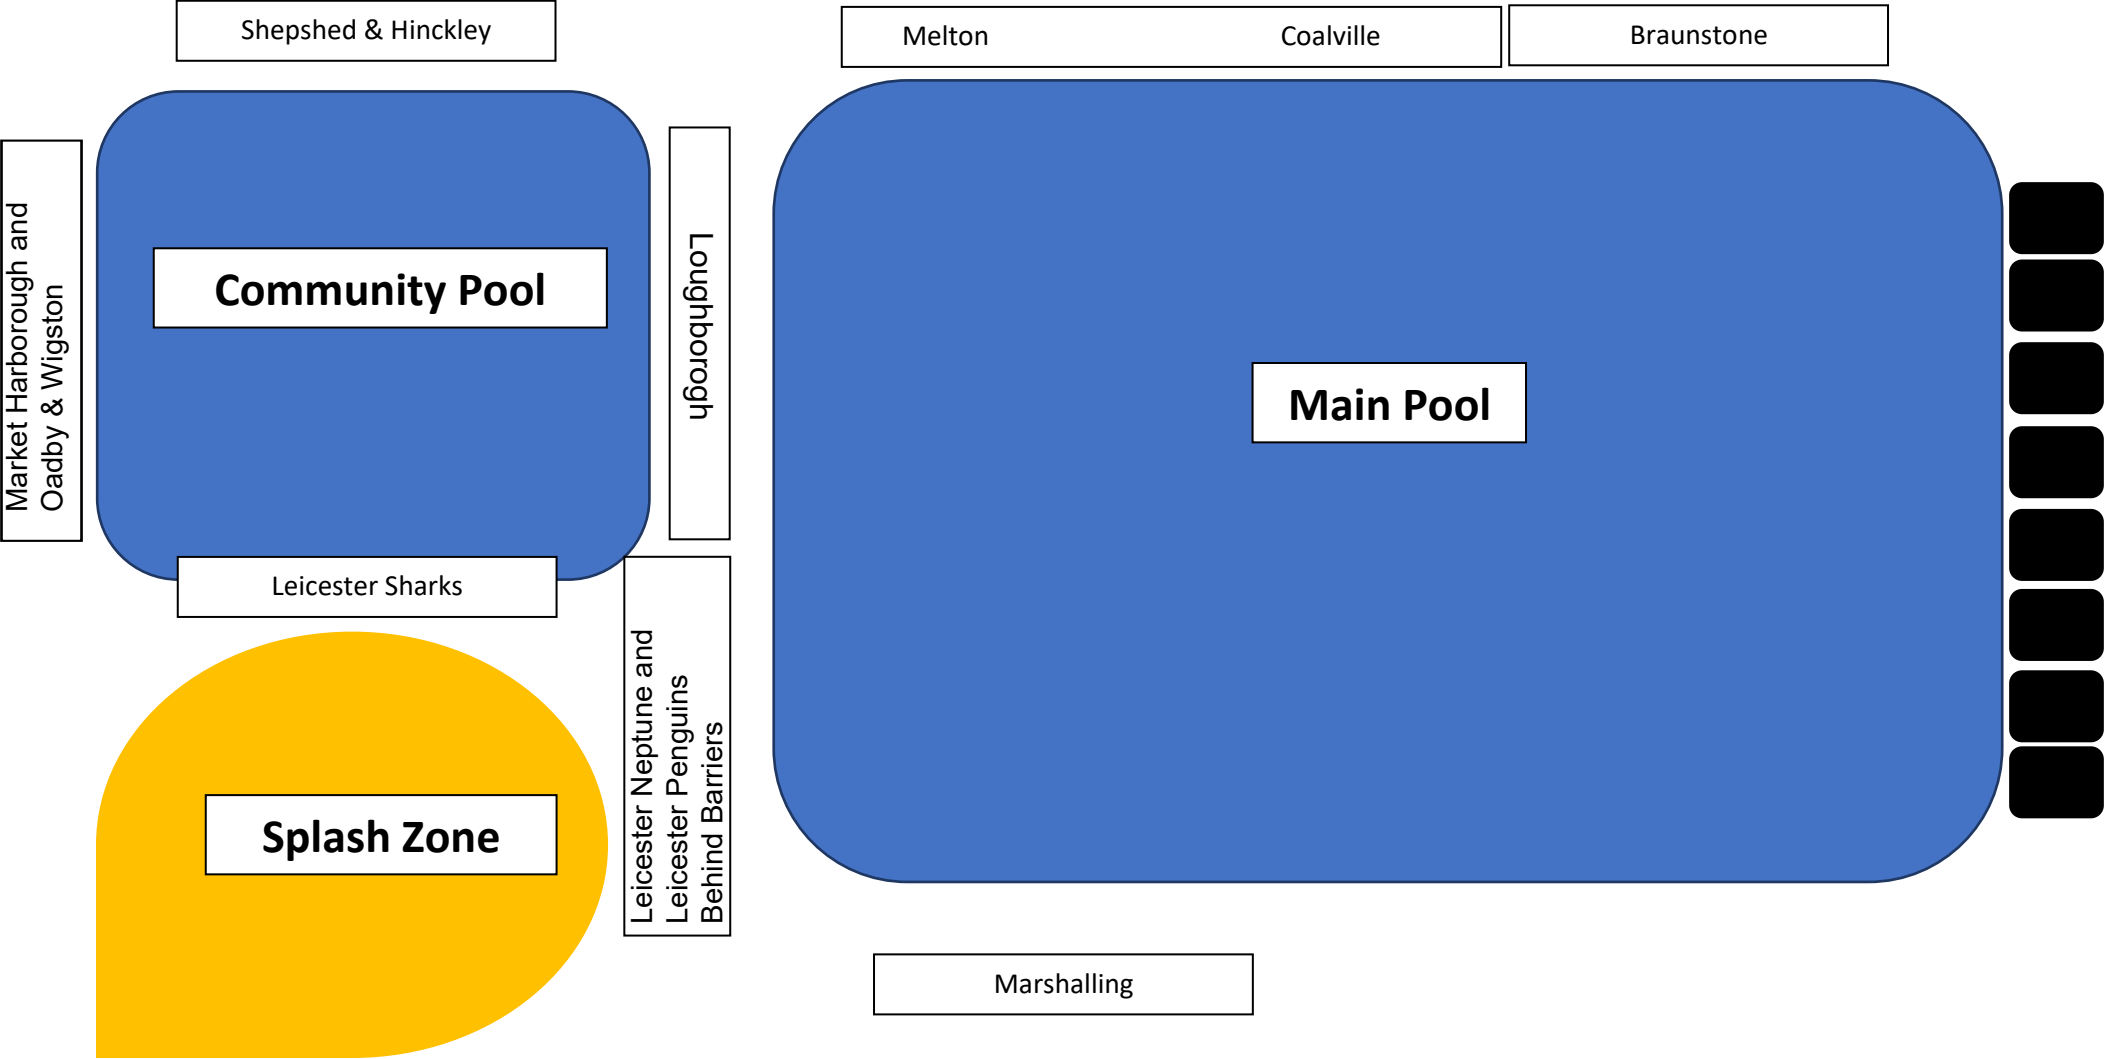 Shepshed & Hinckley
Melton
Coalville
Braunstone
Market Harborough and
Oadby & Wigston
Community Pool
Loughborogh
Main Pool
Leicester Sharks
Leicester Neptune and
Leicester Penguins
Behind Barriers
Splash Zone
Marshalling